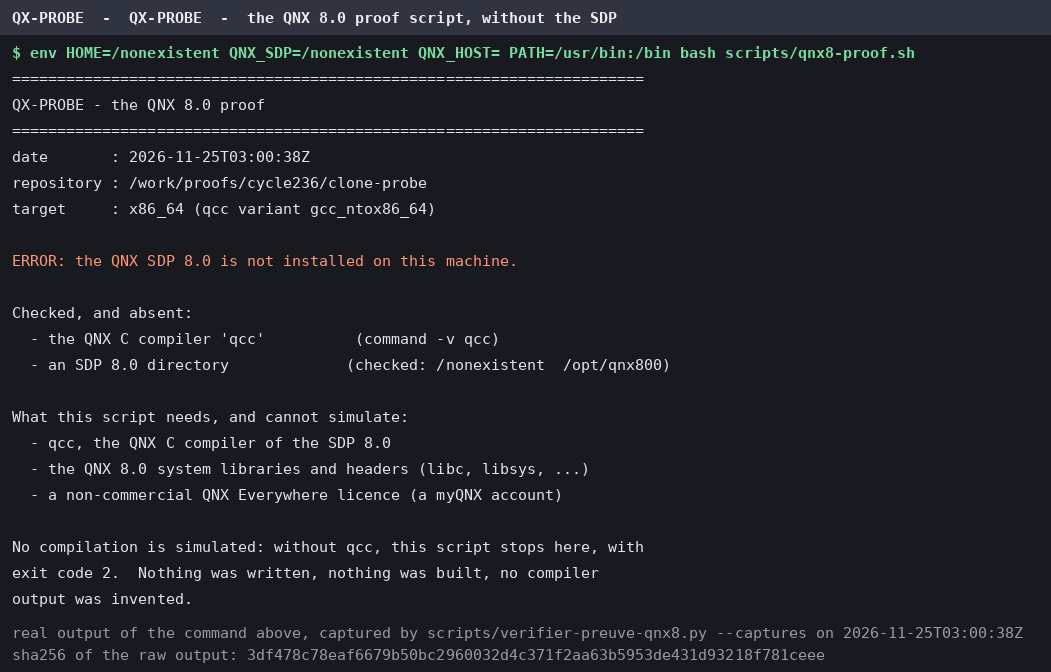 QX-PROBE  -  QX-PROBE  -  the QNX 8.0 proof script, without the SDP
$ env HOME=/nonexistent QNX_SDP=/nonexistent QNX_HOST= PATH=/usr/bin:/bin bash scripts/qnx8-proof.sh
======================================================================
QX-PROBE - the QNX 8.0 proof
======================================================================
date       : 2026-11-25T03:00:38Z
repository : /work/proofs/cycle236/clone-probe
target     : x86_64 (qcc variant gcc_ntox86_64)
ERROR: the QNX SDP 8.0 is not installed on this machine.
Checked, and absent:
  - the QNX C compiler 'qcc'          (command -v qcc)
  - an SDP 8.0 directory             (checked: /nonexistent  /opt/qnx800)
What this script needs, and cannot simulate:
  - qcc, the QNX C compiler of the SDP 8.0
  - the QNX 8.0 system libraries and headers (libc, libsys, ...)
  - a non-commercial QNX Everywhere licence (a myQNX account)
No compilation is simulated: without qcc, this script stops here, with
exit code 2.  Nothing was written, nothing was built, no compiler
output was invented.
real output of the command above, captured by scripts/verifier-preuve-qnx8.py --captures on 2026-11-25T03:00:38Z
sha256 of the raw output: 3df478c78eaf6679b50bc2960032d4c371f2aa63b5953de431d93218f781ceee